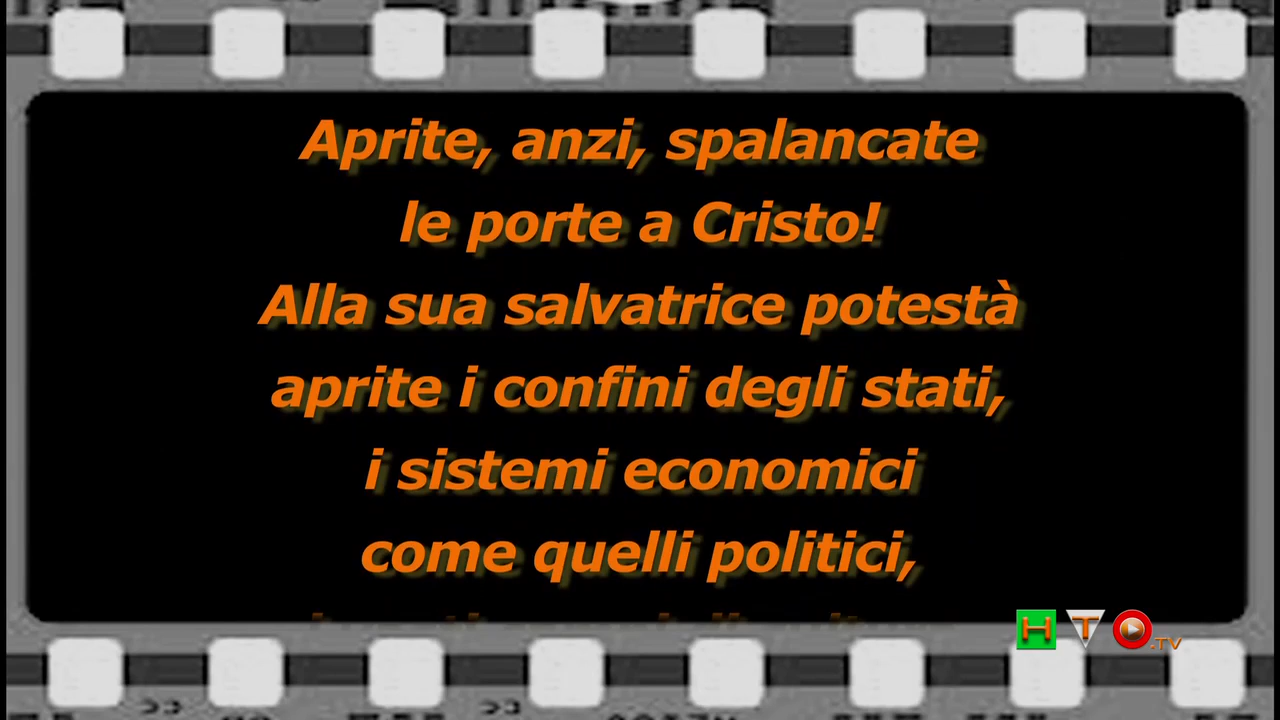 Aprite, anzi, spalancate
le porte a Cristo!
Alla sua salvatrice potestà
aprite i confini degli stati,
i sistemi economici
come quelli politici,
HTO.TV